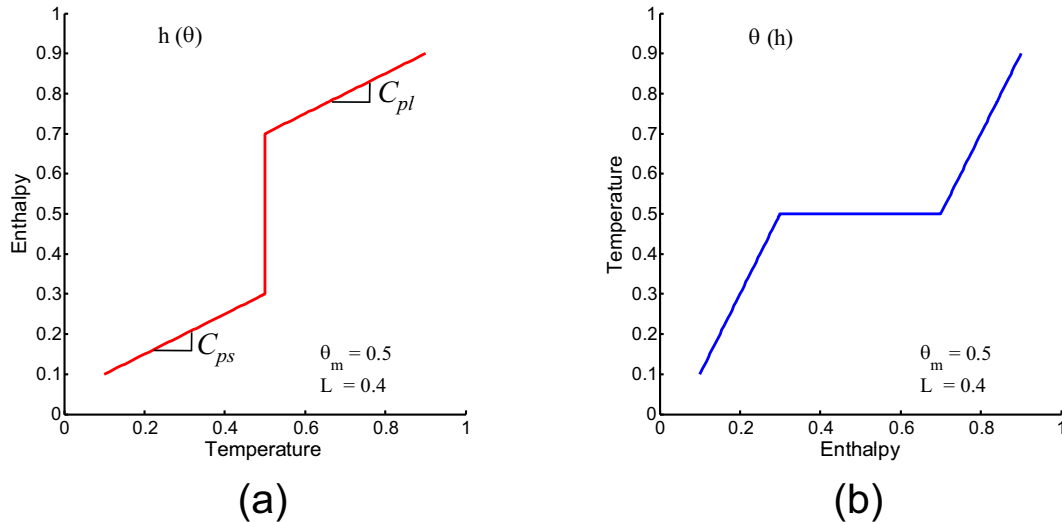 h (θ)
1
0.9
0.8
0.7
0.6
0.5
0.4
0.3
0.2
0.1
0
Enthalpy
C_pl
C_ps
θ_m = 0.5
L = 0.4
0 0.2 0.4 0.6 0.8 1
Temperature
(a)
θ (h)
1
0.9
0.8
0.7
0.6
0.5
0.4
0.3
0.2
0.1
0
Temperature
θ_m = 0.5
L = 0.4
0 0.2 0.4 0.6 0.8 1
Enthalpy
(b)